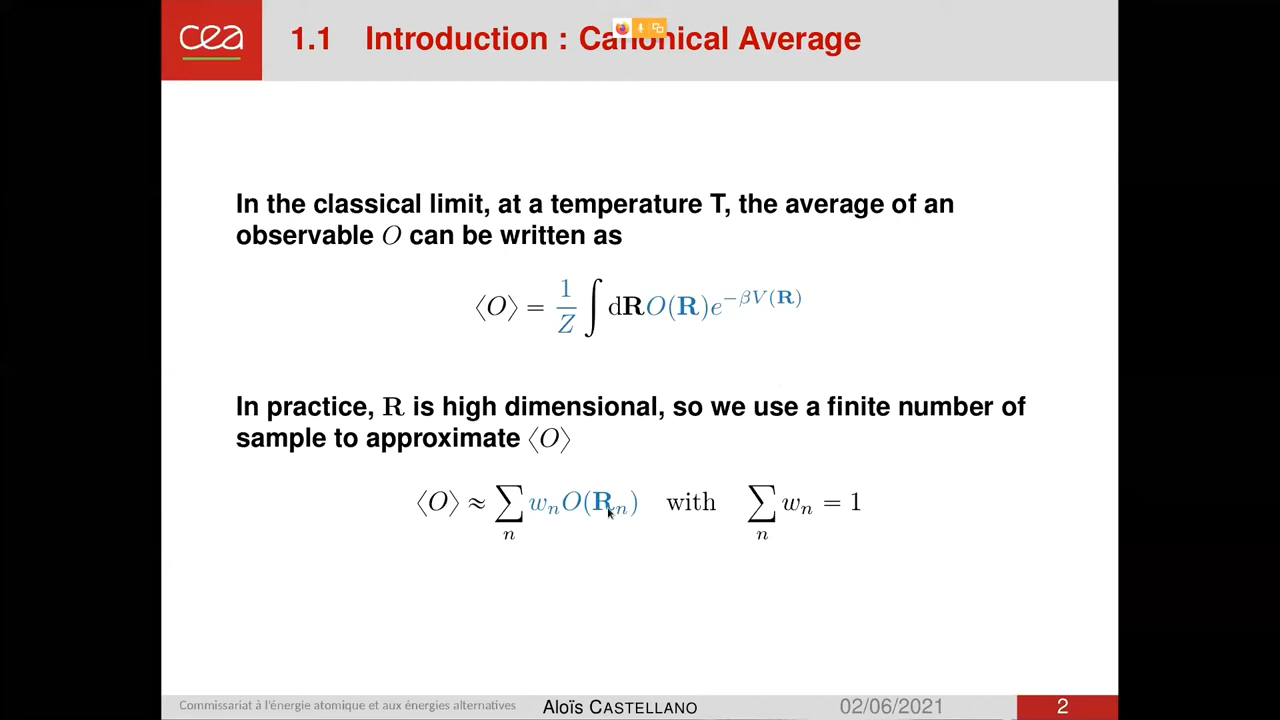 cea
1.1 Introduction : Canonical Average
In the classical limit, at a temperature T, the average of an
observable O can be written as
⟨O⟩ = 1/Z ∫ dRO(R)e^{−βV(R)}
In practice, R is high dimensional, so we use a finite number of
sample to approximate ⟨O⟩
⟨O⟩ ≈ ∑_n w_n O(R_n) with ∑_n w_n = 1
Commissariat à l'énergie atomique et aux énergies alternatives
Aloïs CASTELLANO
02/06/2021
2